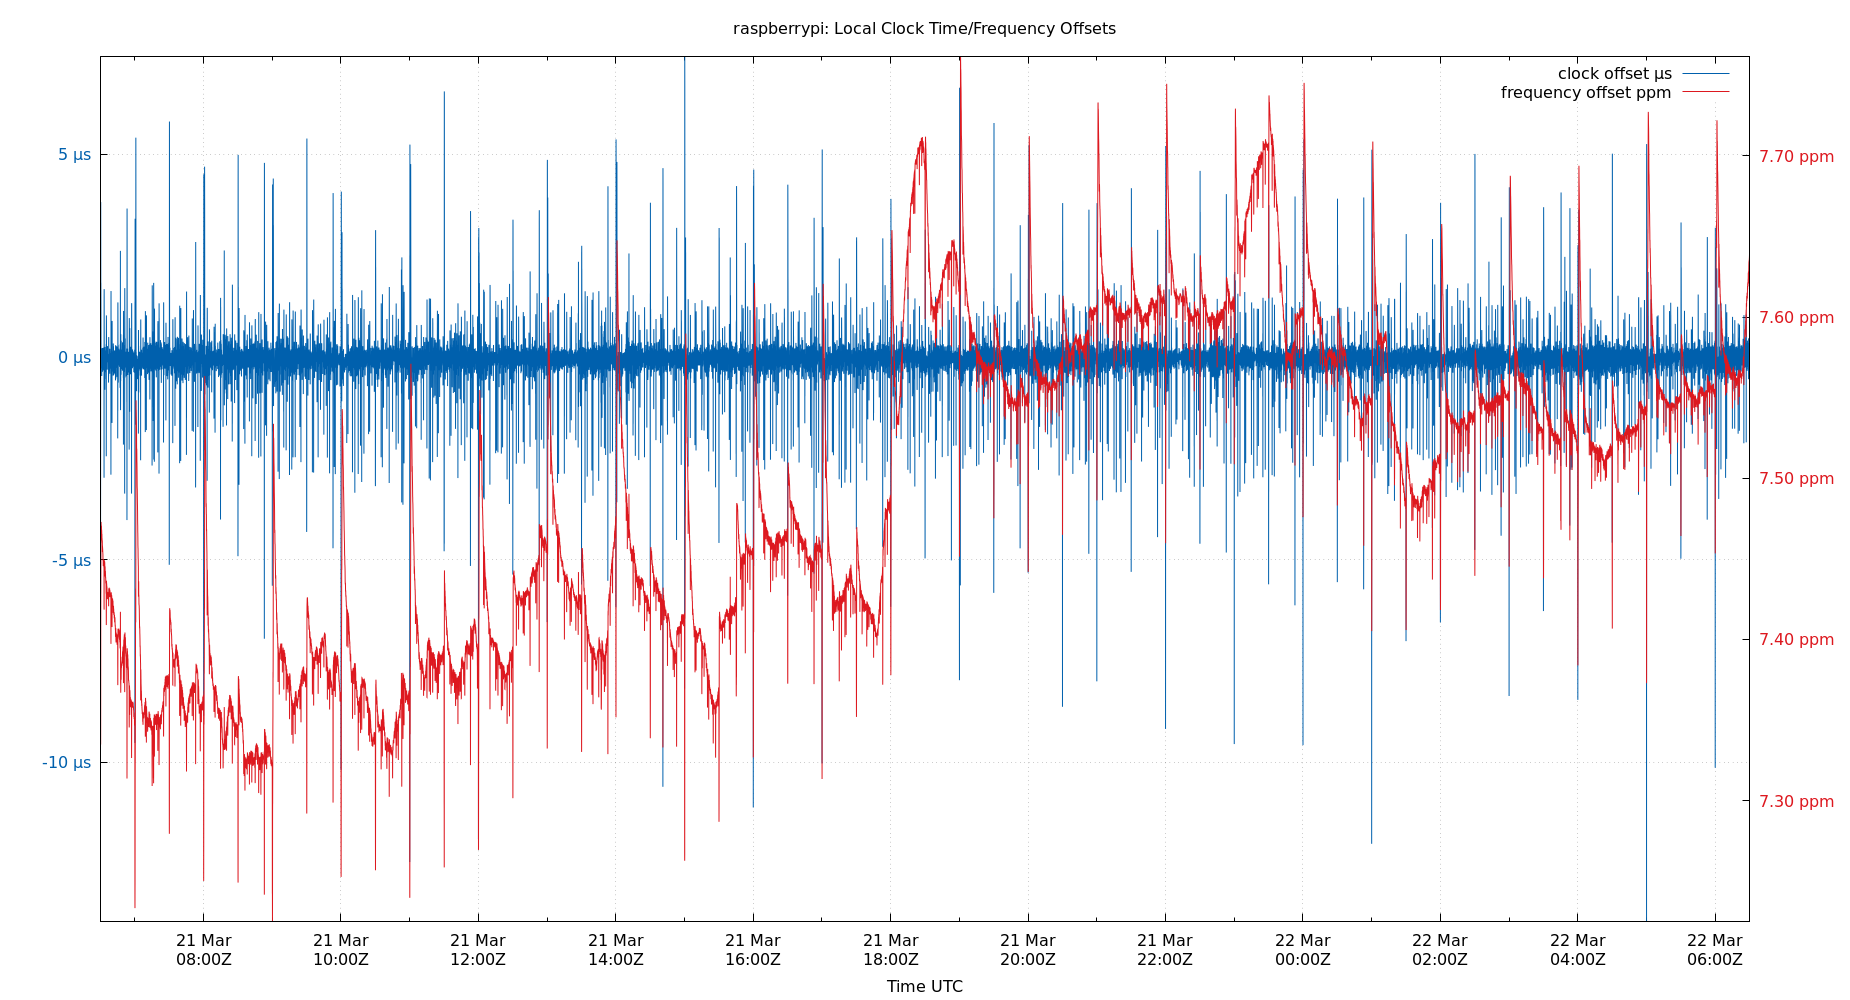 raspberrypi: Local Clock Time/Frequency Offsets
clock offset µs
frequency offset ppm
5 µs
0 µs
-5 µs
-10 µs
7.70 ppm
7.60 ppm
7.50 ppm
7.40 ppm
7.30 ppm
21 Mar 21 Mar 21 Mar 21 Mar 21 Mar 21 Mar 21 Mar 21 Mar 22 Mar 22 Mar 22 Mar 22 Mar
08:00Z 10:00Z 12:00Z 14:00Z 16:00Z 18:00Z 20:00Z 22:00Z 00:00Z 02:00Z 04:00Z 06:00Z
Time UTC